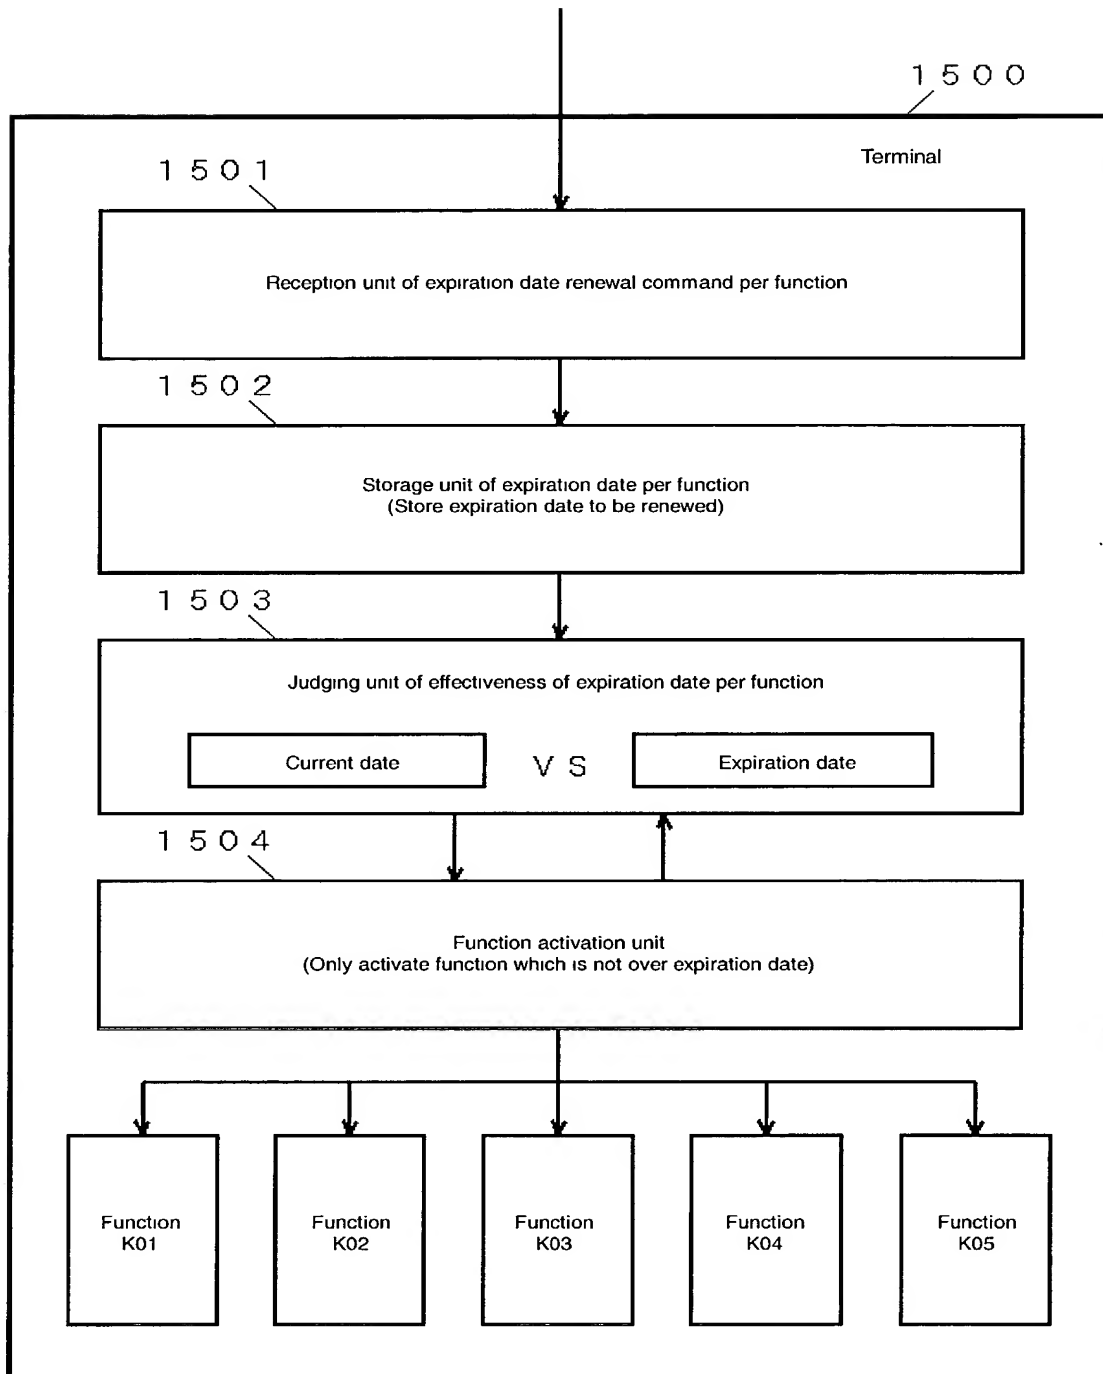 1500
Terminal
1501
Reception unit of expiration date renewal command per function
1502
Storage unit of expiration date per function
(Store expiration date to be renewed)
1503
Judging unit of effectiveness of expiration date per function
Current date
VS
Expiration date
1504
Function activation unit
(Only activate function which is not over expiration date)
Function
K01
Function
K02
Function
K03
Function
K04
Function
K05